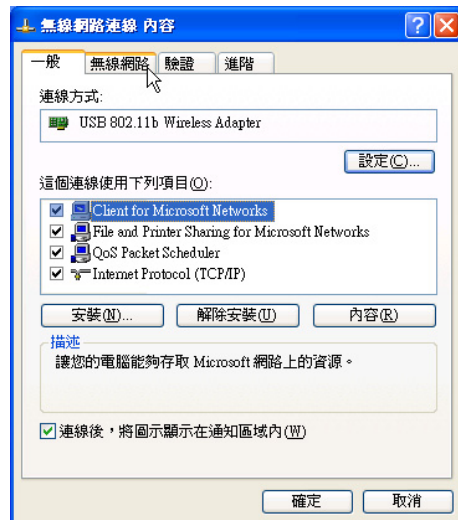 無線網路連線 內容
一般 無線網路 驗證 進階
連線方式:
USB 802.11b Wireless Adapter
設定(C)...
這個連線使用下列項目(O):
Client for Microsoft Networks
File and Printer Sharing for Microsoft Networks
QoS Packet Scheduler
Internet Protocol (TCP/IP)
安裝(N)... 解除安裝(U) 內容(R)
描述
讓您的電腦能夠存取 Microsoft 網路上的資源。
連線後，將圖示顯示在通知區域內(W)
確定 取消